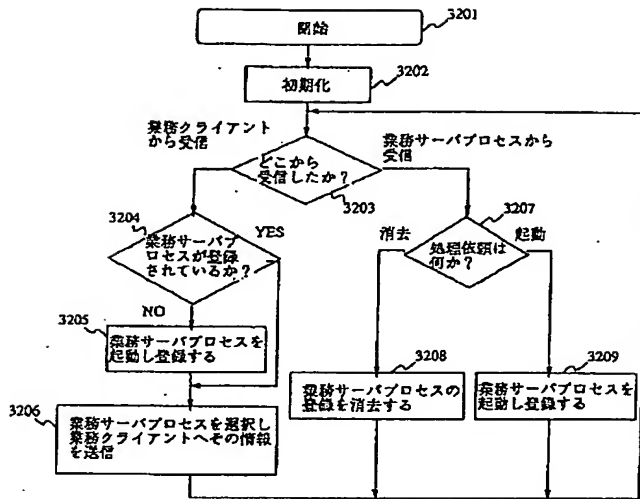 3201
開始
3202
初期化
業務クライアント
から受信
業務サーバプロセスから
受信
どこから
受信したか？
3203
3204
業務サーバプ
ロセスが登録
されているか？
YES
NO
3207
消去
処理依頼は
何か？
起動
3205
業務サーバプロセスを
起動し登録する
3208
業務サーバプロセスの
登録を消去する
3209
業務サーバプロセスを
起動し登録する
3206
業務サーバプロセスを選択し
業務クライアントへその情報
を送信